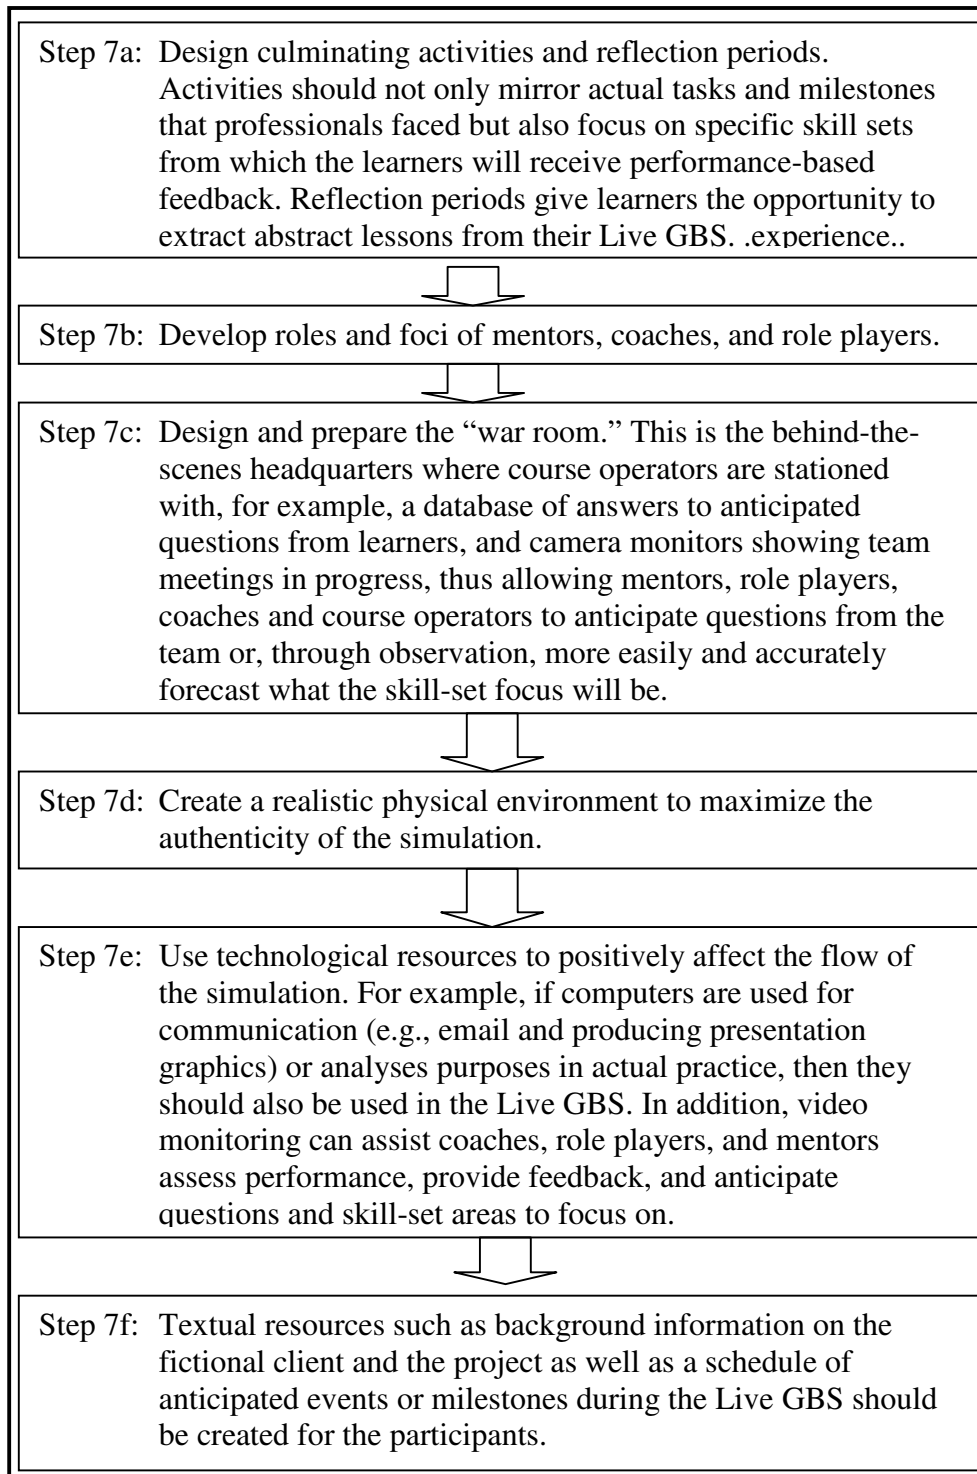 Step 7a: Design culminating activities and reflection periods.
Activities should not only mirror actual tasks and milestones
that professionals faced but also focus on specific skill sets
from which the learners will receive performance-based
feedback. Reflection periods give learners the opportunity to
extract abstract lessons from their Live GBS. .experience..
Step 7b: Develop roles and foci of mentors, coaches, and role players.
Step 7c: Design and prepare the “war room.” This is the behind-the-
scenes headquarters where course operators are stationed
with, for example, a database of answers to anticipated
questions from learners, and camera monitors showing team
meetings in progress, thus allowing mentors, role players,
coaches and course operators to anticipate questions from the
team or, through observation, more easily and accurately
forecast what the skill-set focus will be.
Step 7d: Create a realistic physical environment to maximize the
authenticity of the simulation.
Step 7e: Use technological resources to positively affect the flow of
the simulation. For example, if computers are used for
communication (e.g., email and producing presentation
graphics) or analyses purposes in actual practice, then they
should also be used in the Live GBS. In addition, video
monitoring can assist coaches, role players, and mentors
assess performance, provide feedback, and anticipate
questions and skill-set areas to focus on.
Step 7f: Textual resources such as background information on the
fictional client and the project as well as a schedule of
anticipated events or milestones during the Live GBS should
be created for the participants.